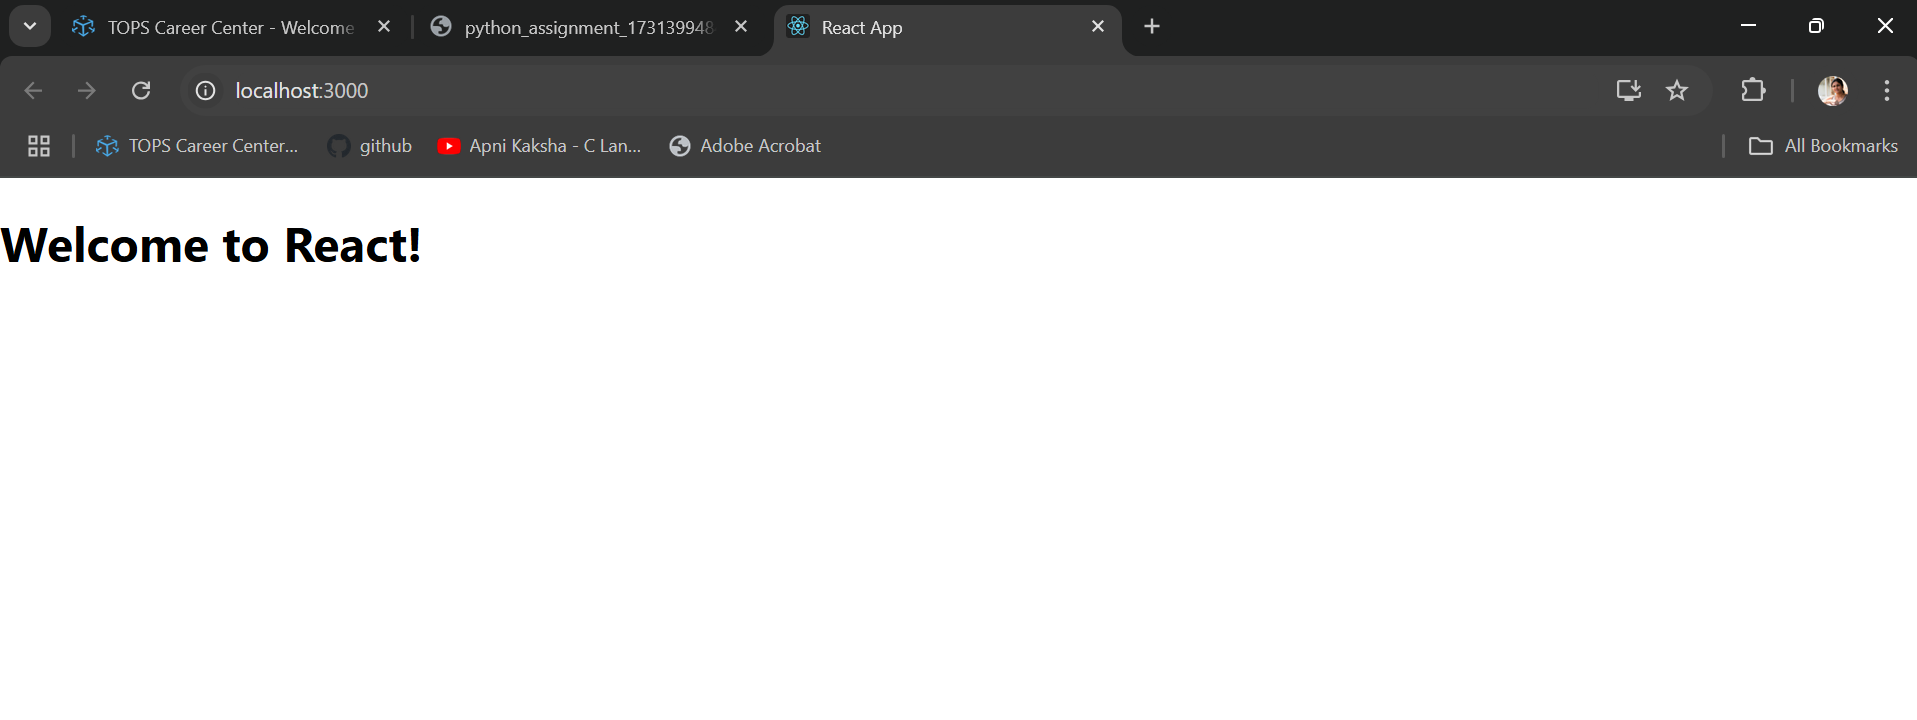 TOPS Career Center - Welcome
python_assignment_173139948
React App
localhost:3000
TOPS Career Center...
github
Apni Kaksha - C Lan...
Adobe Acrobat
All Bookmarks
Welcome to React!